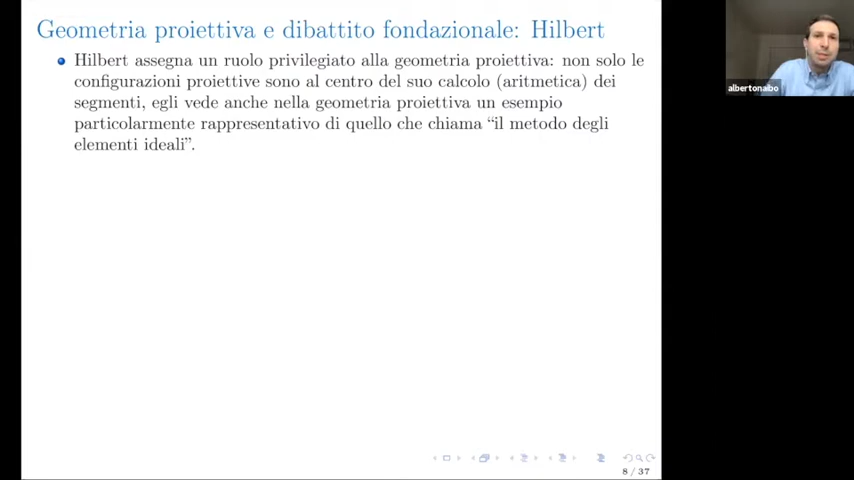 Geometria proiettiva e dibattito fondazionale: Hilbert
Hilbert assegna un ruolo privilegiato alla geometria proiettiva: non solo le
configurazioni proiettive sono al centro del suo calcolo (aritmetica) dei
segmenti, egli vede anche nella geometria proiettiva un esempio
particolarmente rappresentativo di quello che chiama “il metodo degli
elementi ideali”.
albertonaibo
8 / 37